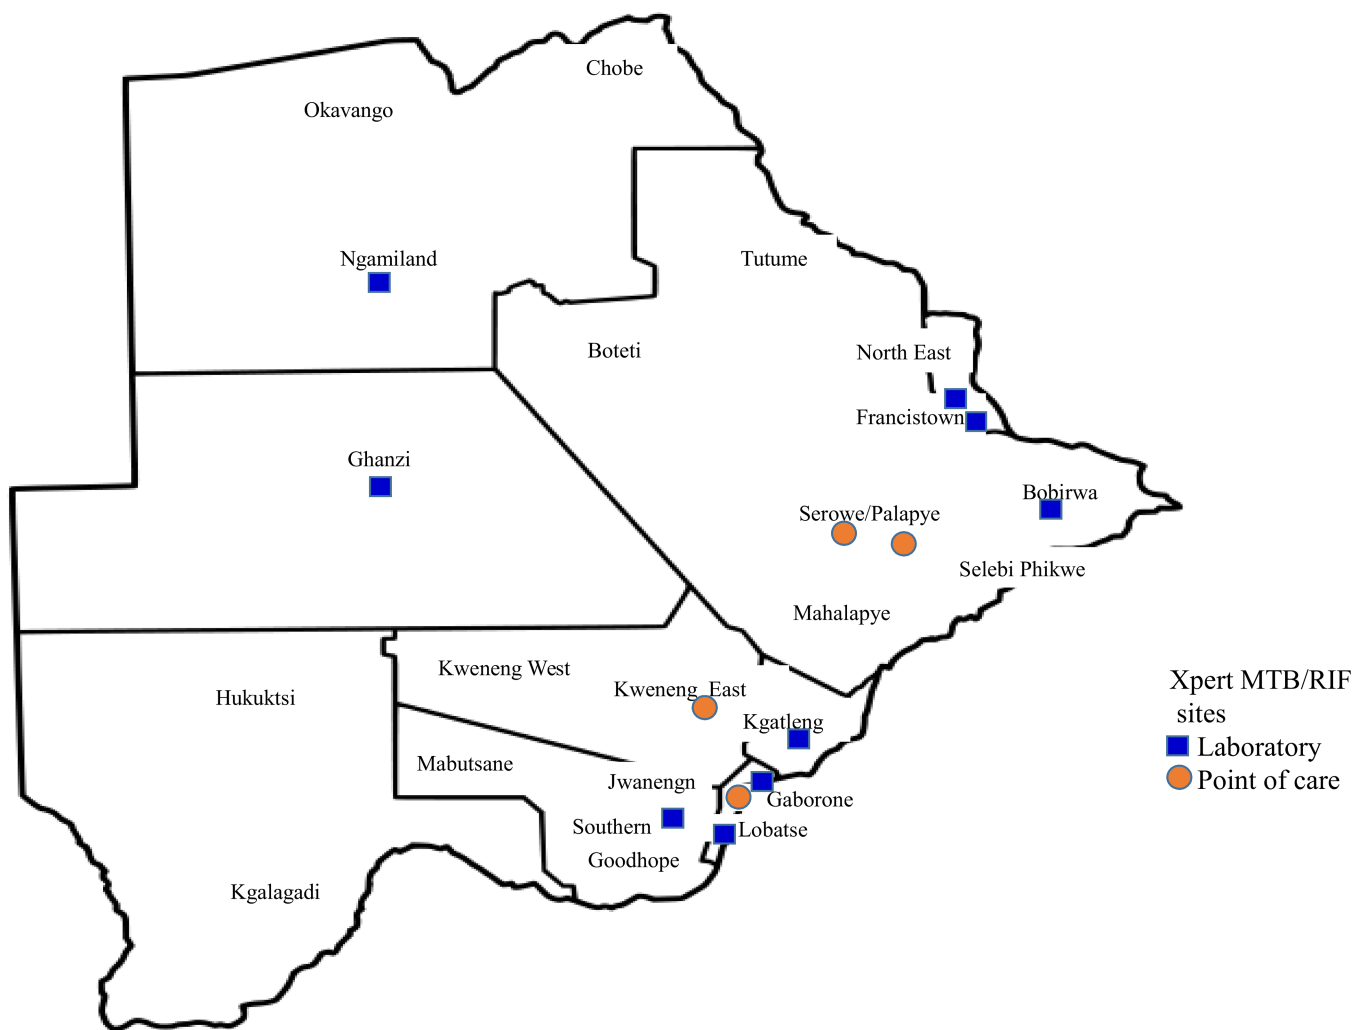 Chobe
Okavango
Ngamiland
Tutume
Boteti
North East
Francistown
Ghanzi
Bobirwa
Serowe/Palapye
Selebi Phikwe
Mahalapye
Kweneng West
Hukuktsi
Kweneng East
Kgatleng
Mabutsane
Jwanengn
Gaborone
Southern
Lobatse
Goodhope
Kgalagadi
Xpert MTB/RIF
sites
Laboratory
Point of care